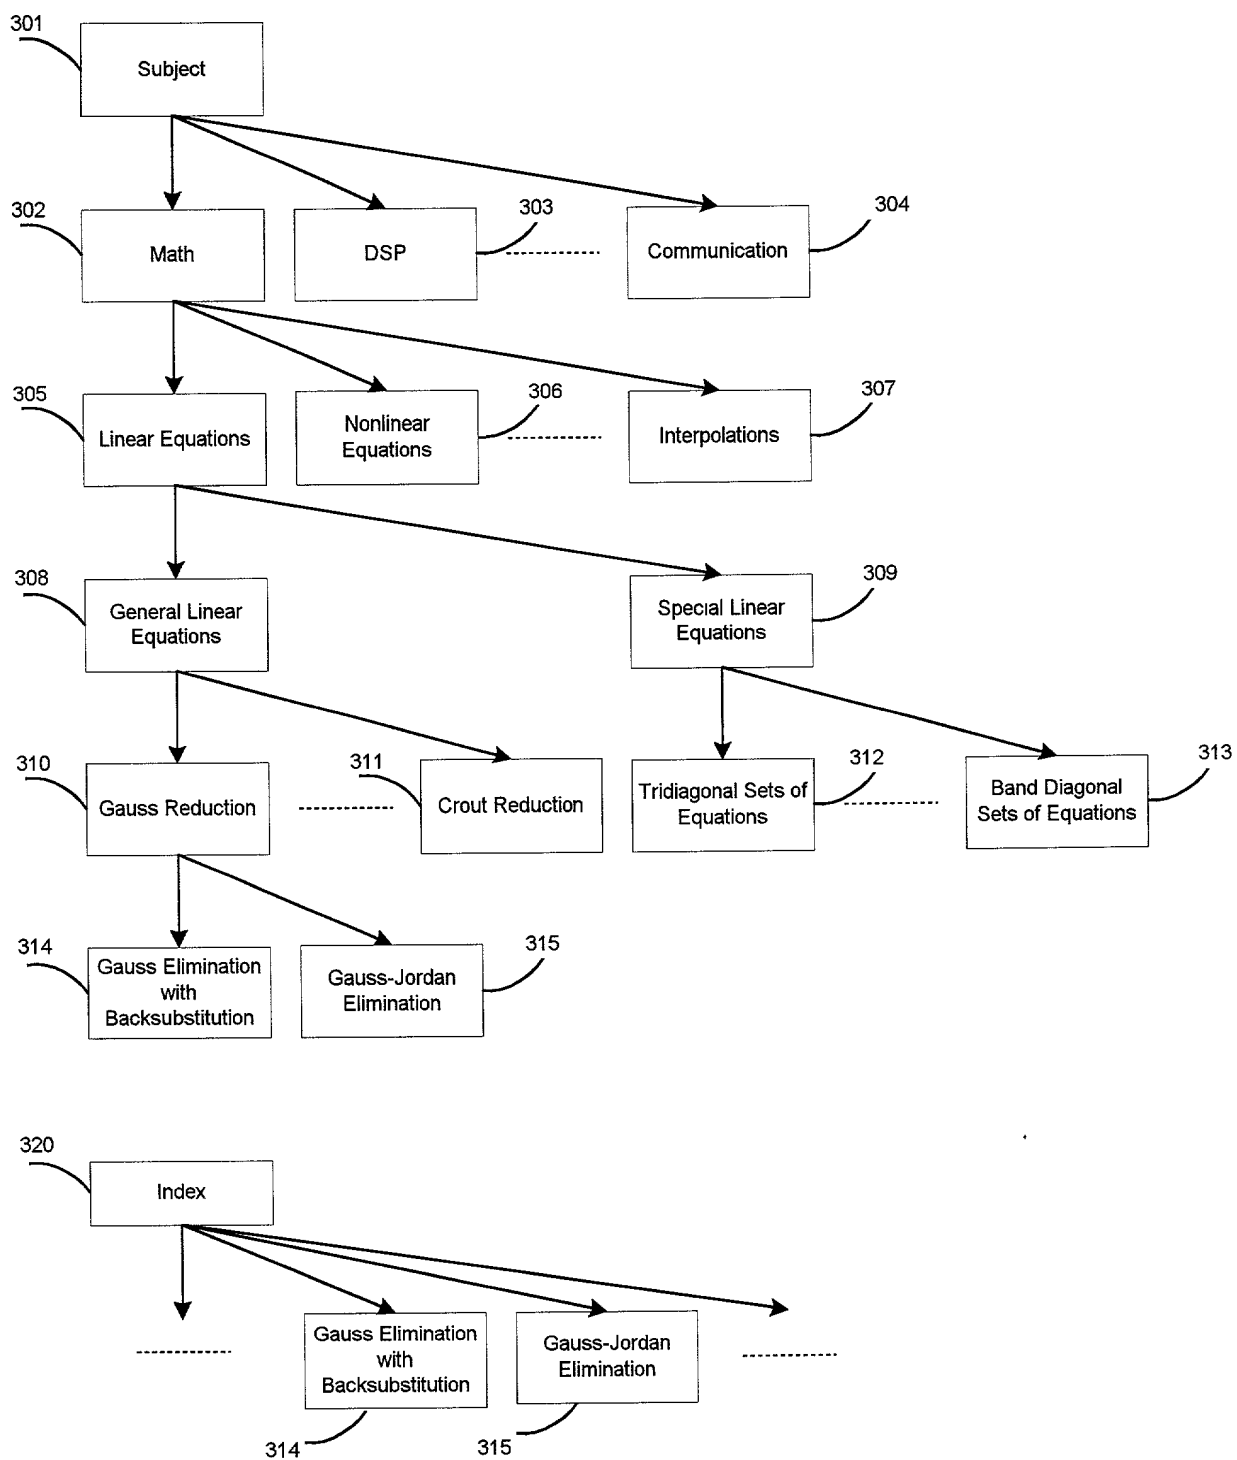 301
Subject
302
Math
303
DSP
304
Communication
305
Linear Equations
306
Nonlinear
Equations
307
Interpolations
308
General Linear
Equations
309
Special Linear
Equations
310
Gauss Reduction
311
Crout Reduction
312
Tridiagonal Sets of
Equations
313
Band Diagonal
Sets of Equations
314
Gauss Elimination
with
Backsubstitution
315
Gauss-Jordan
Elimination
320
Index
Gauss Elimination
with
Backsubstitution
314
Gauss-Jordan
Elimination
315